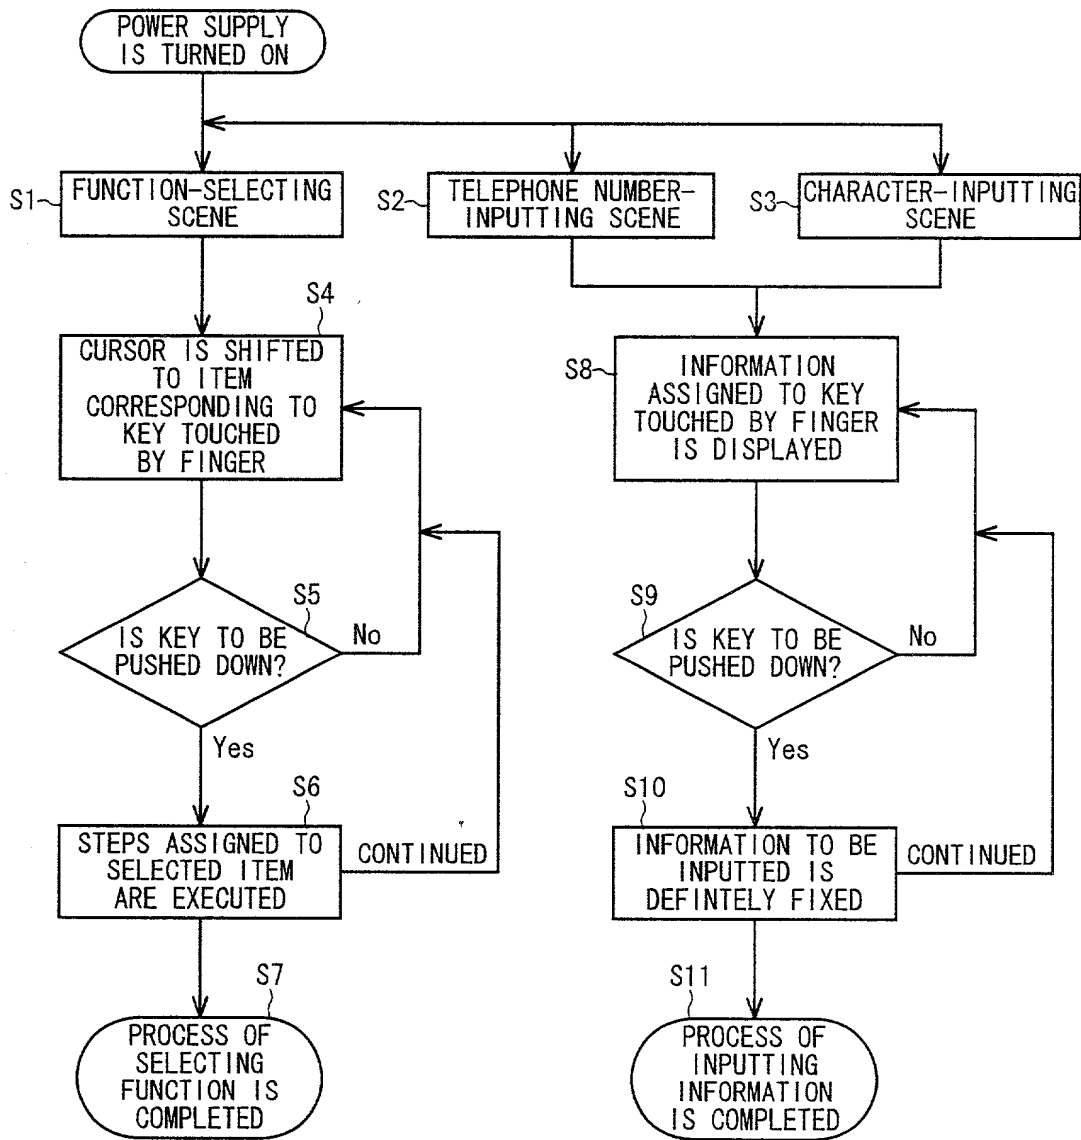 POWER SUPPLY
IS TURNED ON
S1
FUNCTION-SELECTING
SCENE
S2
TELEPHONE NUMBER-
INPUTTING SCENE
S3
CHARACTER-INPUTTING
SCENE
S4
CURSOR IS SHIFTED
TO ITEM
CORRESPONDING TO
KEY TOUCHED
BY FINGER
S5
IS KEY TO BE
PUSHED DOWN?
No
Yes
S6
STEPS ASSIGNED TO
SELECTED ITEM
ARE EXECUTED
CONTINUED
S7
PROCESS OF
SELECTING
FUNCTION IS
COMPLETED
S8
INFORMATION
ASSIGNED TO KEY
TOUCHED BY FINGER
IS DISPLAYED
S9
IS KEY TO BE
PUSHED DOWN?
No
Yes
S10
INFORMATION TO BE
INPUTTED IS
DEFINTELY FIXED
CONTINUED
S11
PROCESS OF
INPUTTING
INFORMATION
IS COMPLETED